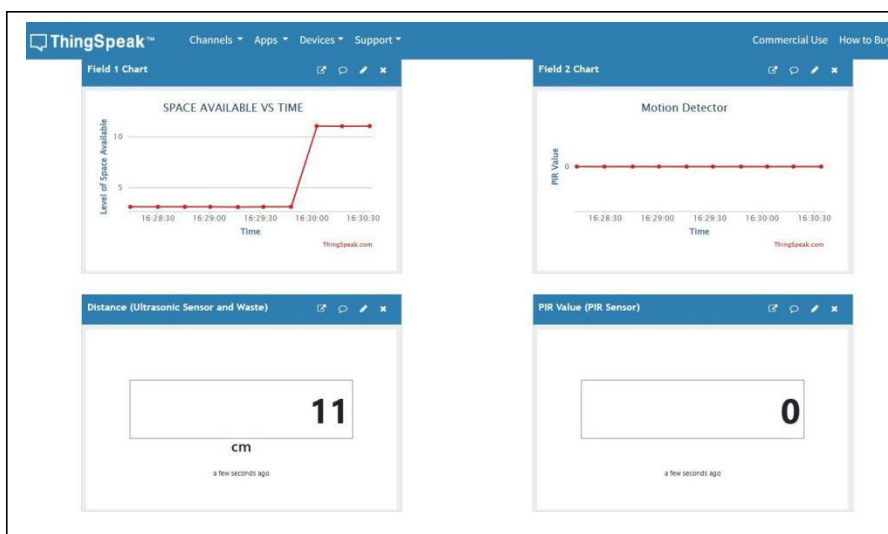 ThingSpeak™ Channels Apps Devices Support Commercial Use How to Buy
Field 1 Chart
SPACE AVAILABLE VS TIME
Level of Space Available
10
5
16:28:30 16:29:00 16:29:30 16:30:00 16:30:30
Time
ThingSpeak.com
Field 2 Chart
Motion Detector
PIR Value
0
16:28:30 16:29:00 16:29:30 16:30:00 16:30:30
Time
ThingSpeak.com
Distance (Ultrasonic Sensor and Waste)
11
cm
a few seconds ago
PIR Value (PIR Sensor)
0
a few seconds ago